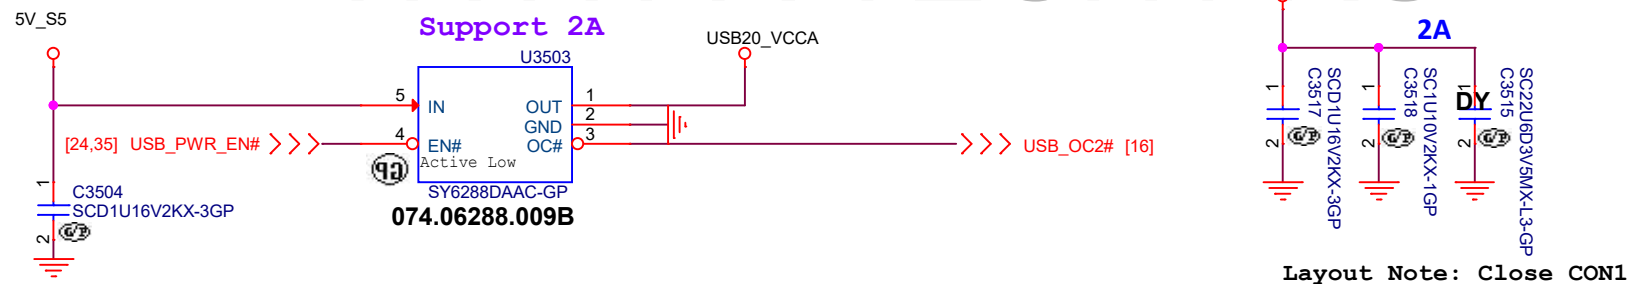 5V_S5
Support 2A
USB20_VCCA
2A
U3503
5
IN
OUT
1
GND
2
[24,35] USB_PWR_EN#
4
EN#
OC#
3
USB_OC2# [16]
Active Low
SY6288DAAC-GP
074.06288.009B
1
C3504
SCD1U16V2KX-3GP
2
1
C3517
SCD1U16V2KX-3GP
2
1
C3518
SC1U10V2KX-1GP
2
1
DY
C3515
SC22U6D3V5MX-L3-GP
2
Layout Note: Close CON1